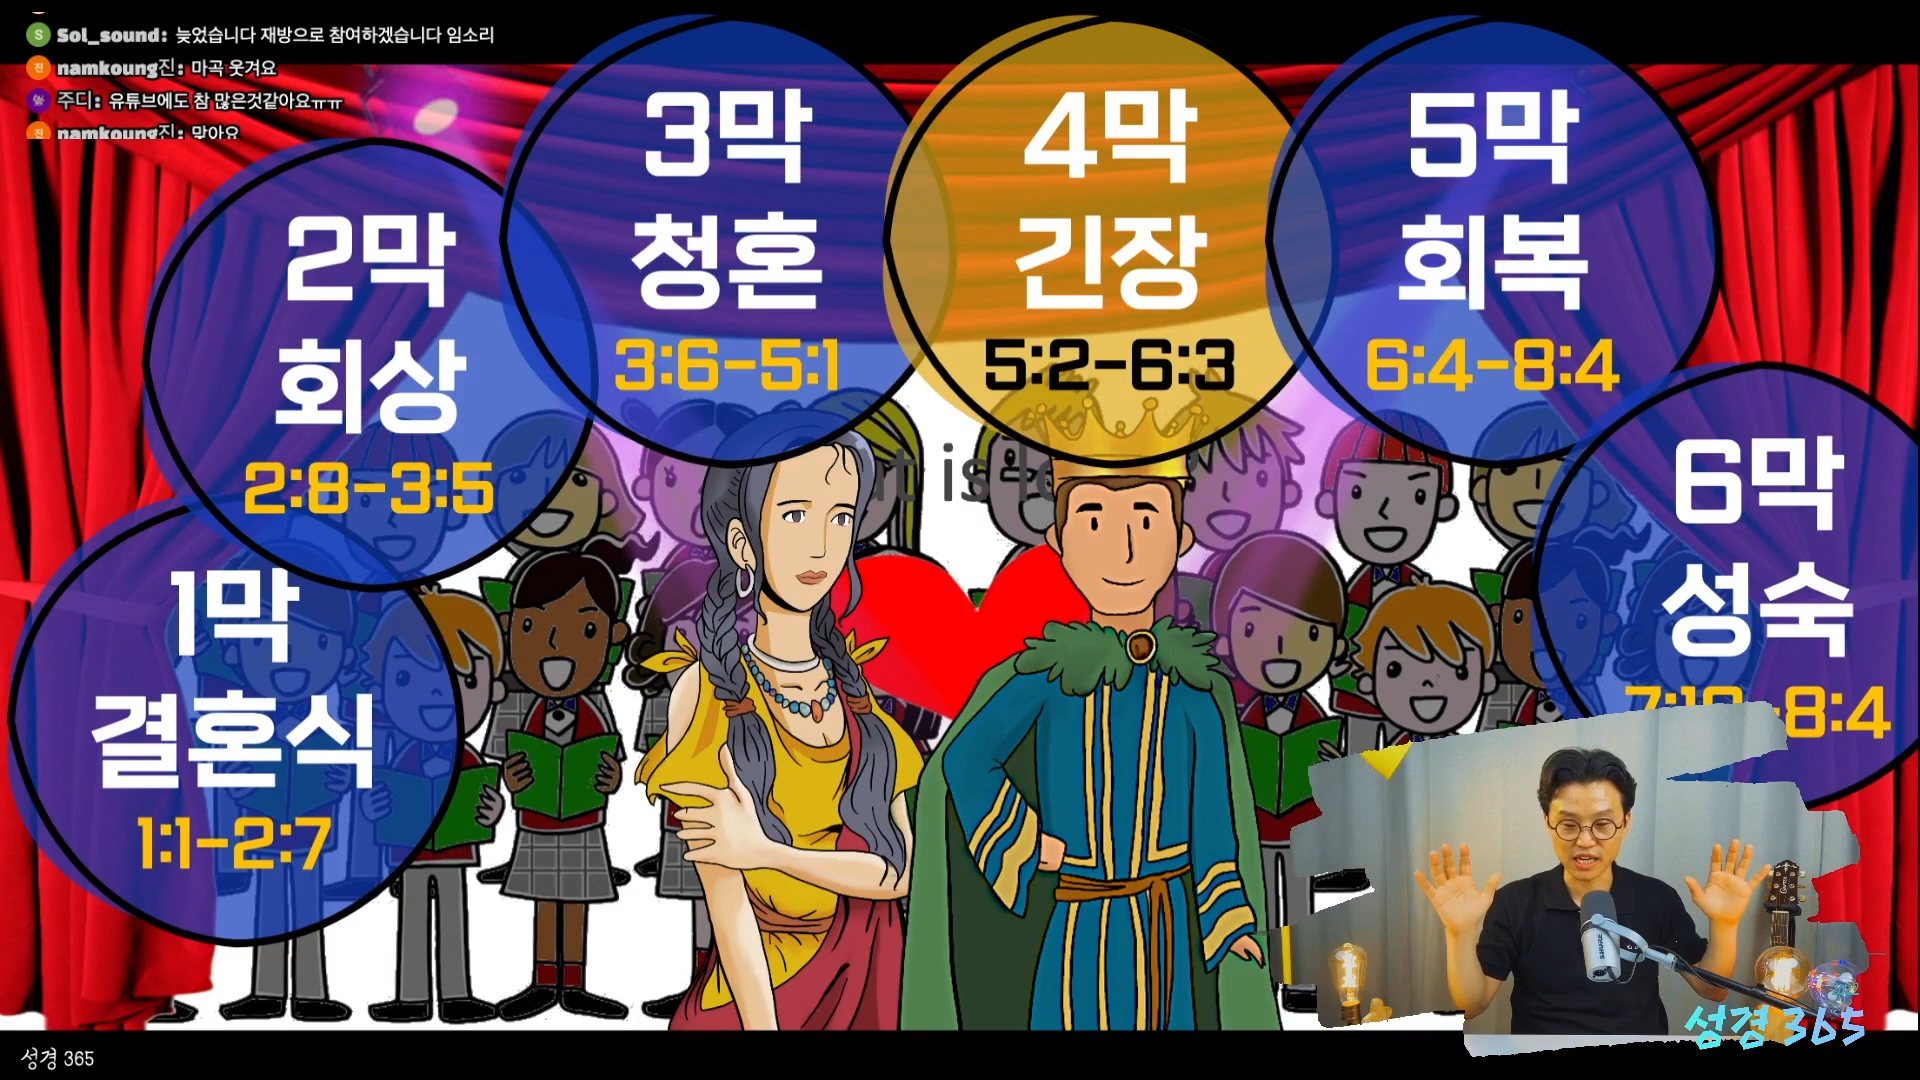 Sol_sound: 늦었습니다 재방으로 참여하겠습니다 임소리
namkoung진: 마곡 웃겨요
주디: 유튜브에도 참 많은것같아요ㅠㅠ
namkoung진: 맞아요
1막
결혼식
1:1-2:7
2막
회상
2:8-3:5
3막
청혼
3:6-5:1
4막
긴장
5:2-6:3
5막
회복
6:4-8:4
6막
성숙
-8:4
it is
SHURE
성경 365
성경 365